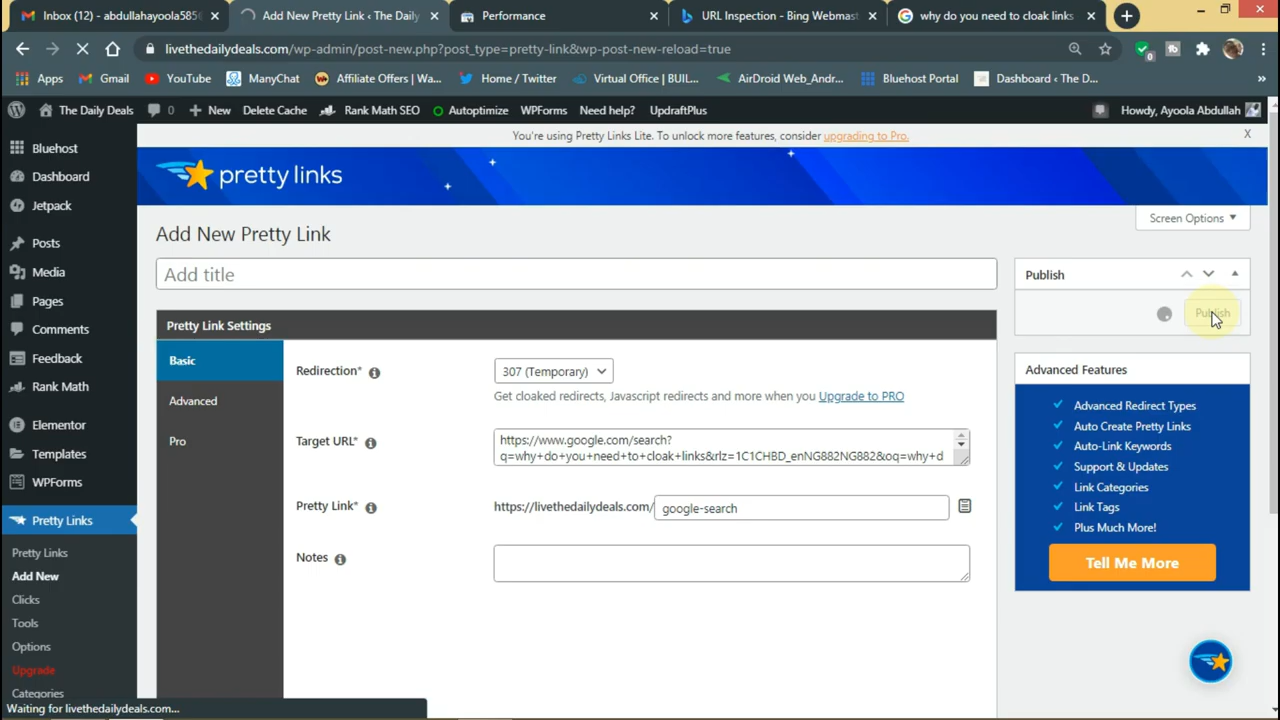 Inbox (12) - abdullahayoola585
Add New Pretty Link ‹ The Daily
Performance
URL Inspection - Bing Webmast
why do you need to cloak links
livethedailydeals.com/wp-admin/post-new.php?post_type=pretty-link&wp-post-new-reload=true
Apps
Gmail
YouTube
ManyChat
Affiliate Offers | Wa...
Home / Twitter
Virtual Office | BUIL...
AirDroid Web_Andr...
Bluehost Portal
Dashboard ‹ The D...
»
The Daily Deals
0
New
Delete Cache
Rank Math SEO
Autoptimize
WPForms
Need help?
UpdraftPlus
Howdy, Ayoola Abdullah
You're using Pretty Links Lite. To unlock more features, consider upgrading to Pro.
X
Bluehost
Dashboard
Jetpack
Posts
Media
Pages
Comments
Feedback
Rank Math
Elementor
Templates
WPForms
Pretty Links
Pretty Links
Add New
Clicks
Tools
Options
Upgrade
Categories
Waiting for livethedailydeals.com...
pretty links
Screen Options
Add New Pretty Link
Add title
Pretty Link Settings
Basic
Advanced
Pro
Redirection*
307 (Temporary)
Get cloaked redirects, Javascript redirects and more when you Upgrade to PRO
Target URL*
https://www.google.com/search?
q=why+do+you+need+to+cloak+links&rlz=1C1CHBD_enNG882NG882&oq=why+d
Pretty Link*
https://livethedailydeals.com/
google-search
Notes
Publish
Publish
Advanced Features
Advanced Redirect Types
Auto Create Pretty Links
Auto-Link Keywords
Support & Updates
Link Categories
Link Tags
Plus Much More!
Tell Me More